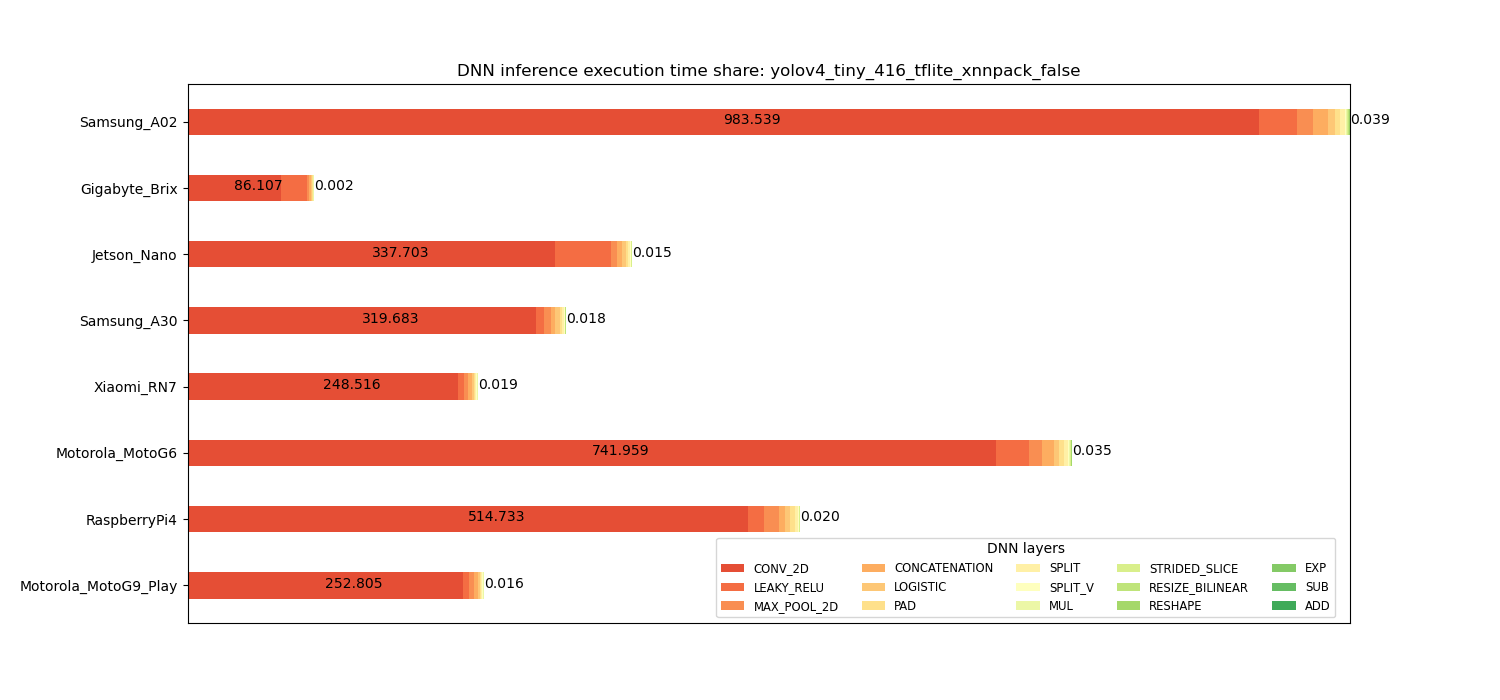 DNN inference execution time share: yolov4_tiny_416_tflite_xnnpack_false
Samsung_A02 983.539 0.039
Gigabyte_Brix 86.107 0.002
Jetson_Nano 337.703 0.015
Samsung_A30 319.683 0.018
Xiaomi_RN7 248.516 0.019
Motorola_MotoG6 741.959 0.035
RaspberryPi4 514.733 0.020
Motorola_MotoG9_Play 252.805 0.016
DNN layers
CONV_2D CONCATENATION SPLIT STRIDED_SLICE EXP
LEAKY_RELU LOGISTIC SPLIT_V RESIZE_BILINEAR SUB
MAX_POOL_2D PAD MUL RESHAPE ADD